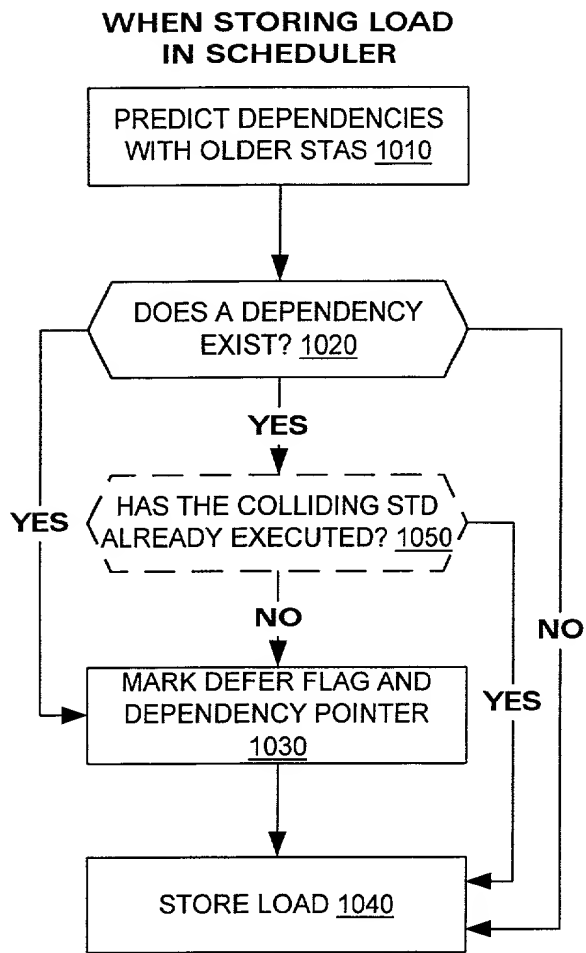 WHEN STORING LOAD
IN SCHEDULER
PREDICT DEPENDENCIES
WITH OLDER STAS 1010
DOES A DEPENDENCY
EXIST? 1020
YES
HAS THE COLLIDING STD
ALREADY EXECUTED? 1050
YES
NO
NO
YES
MARK DEFER FLAG AND
DEPENDENCY POINTER
1030
STORE LOAD 1040